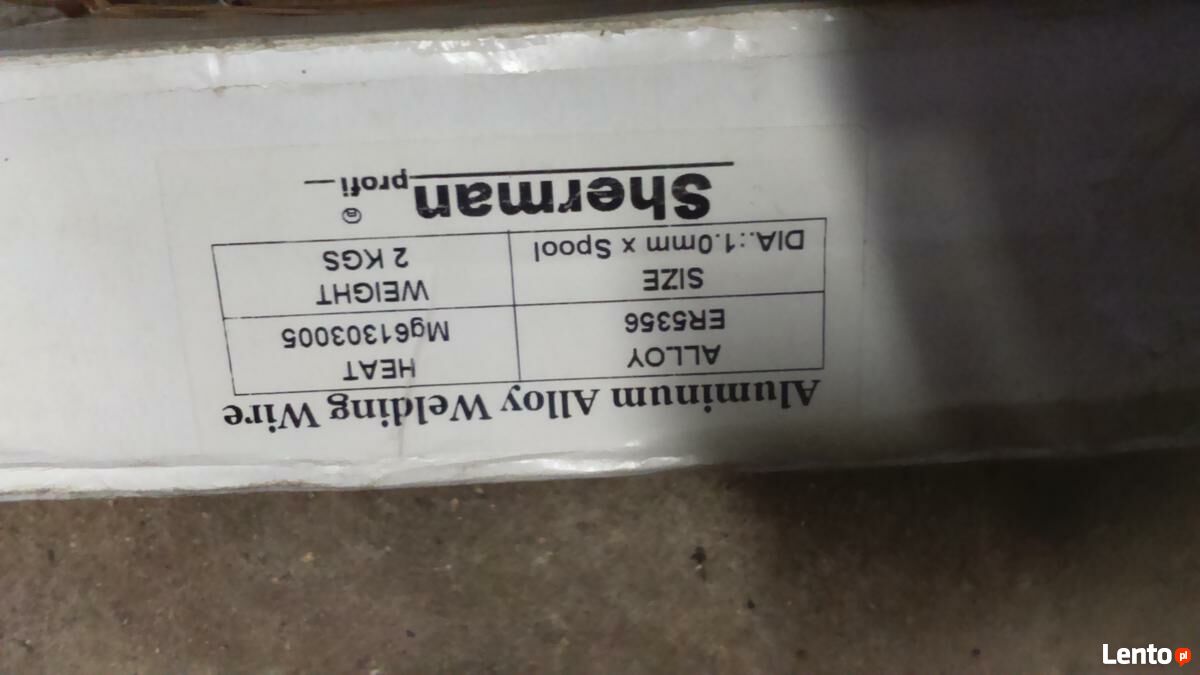 Aluminum Alloy Welding Wire
ALLOY HEAT
ER5356 Mg61303005
SIZE WEIGHT
DIA.:1.0mm x Spool 2 KGS
Sherman profi
Lento pl